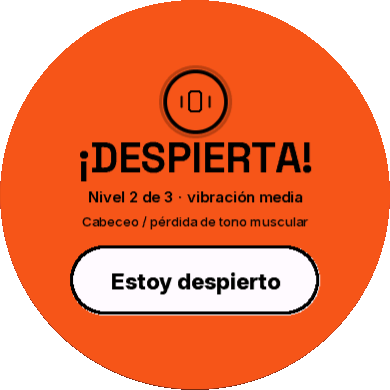 ¡DESPIERTA!
Nivel 2 de 3 · vibración media
Cabeceo / pérdida de tono muscular
Estoy despierto